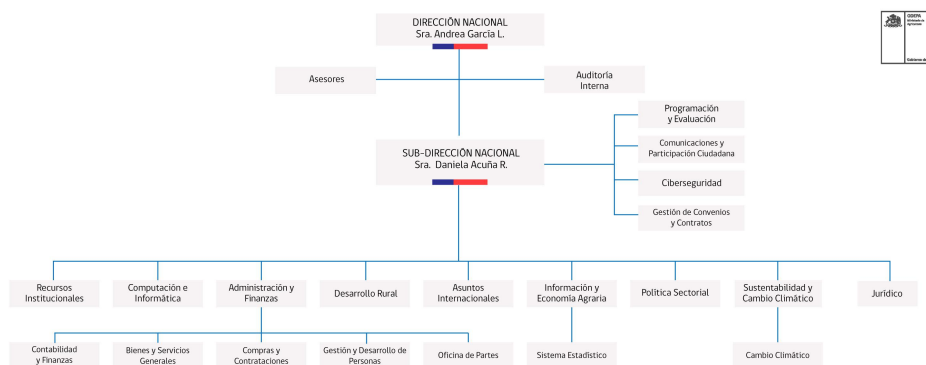 DIRECCIÓN NACIONAL
Sra. Andrea García L.
ODEPA
Ministerio de
Agricultura
Asesores
Auditoría
Interna
Programación
y Evaluación
Comunicaciones y
Participación Ciudadana
SUB-DIRECCIÓN NACIONAL
Sra. Daniela Acuña R.
Ciberseguridad
Gestión de Convenios
y Contratos
Recursos
Institucionales
Computación e
Informática
Administración y
Finanzas
Desarrollo Rural
Asuntos
Internacionales
Información y
Economía Agraria
Política Sectorial
Sustentabilidad y
Cambio Climático
Jurídico
Contabilidad
y Finanzas
Bienes y Servicios
Generales
Compras y
Contrataciones
Gestión y Desarrollo de
Personas
Oficina de Partes
Sistema Estadístico
Cambio Climático